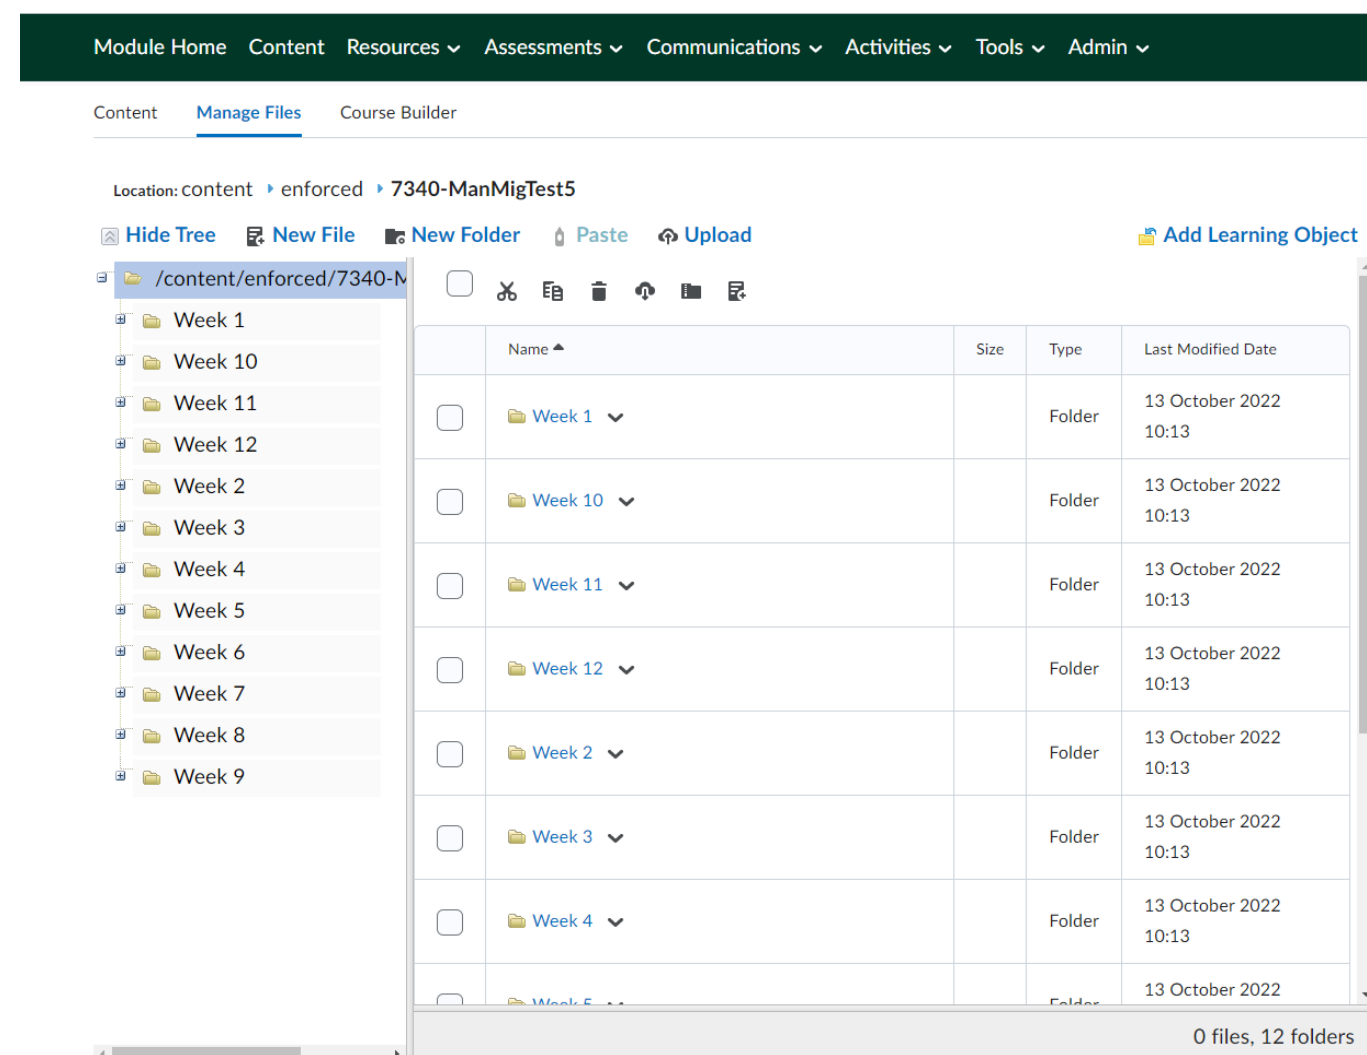 Module Home Content Resources Assessments Communications Activities Tools Admin
Content Manage Files Course Builder
Location: content enforced 7340-ManMigTest5
Hide Tree New File New Folder Paste Upload Add Learning Object
/content/enforced/7340-M
Week 1
Week 10
Week 11
Week 12
Week 2
Week 3
Week 4
Week 5
Week 6
Week 7
Week 8
Week 9
Name Size Type Last Modified Date
Week 1 Folder 13 October 2022
10:13
Week 10 Folder 13 October 2022
10:13
Week 11 Folder 13 October 2022
10:13
Week 12 Folder 13 October 2022
10:13
Week 2 Folder 13 October 2022
10:13
Week 3 Folder 13 October 2022
10:13
Week 4 Folder 13 October 2022
10:13
Week 5 Folder 13 October 2022
0 files, 12 folders